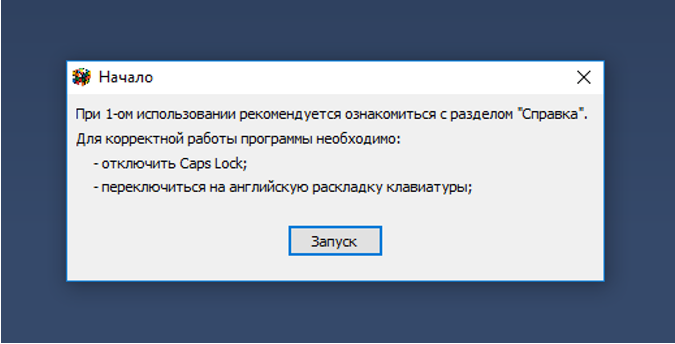 Начало
При 1-ом использовании рекомендуется ознакомиться с разделом "Справка".
Для корректной работы программы необходимо:
- отключить Caps Lock;
- переключиться на английскую раскладку клавиатуры;
Запуск